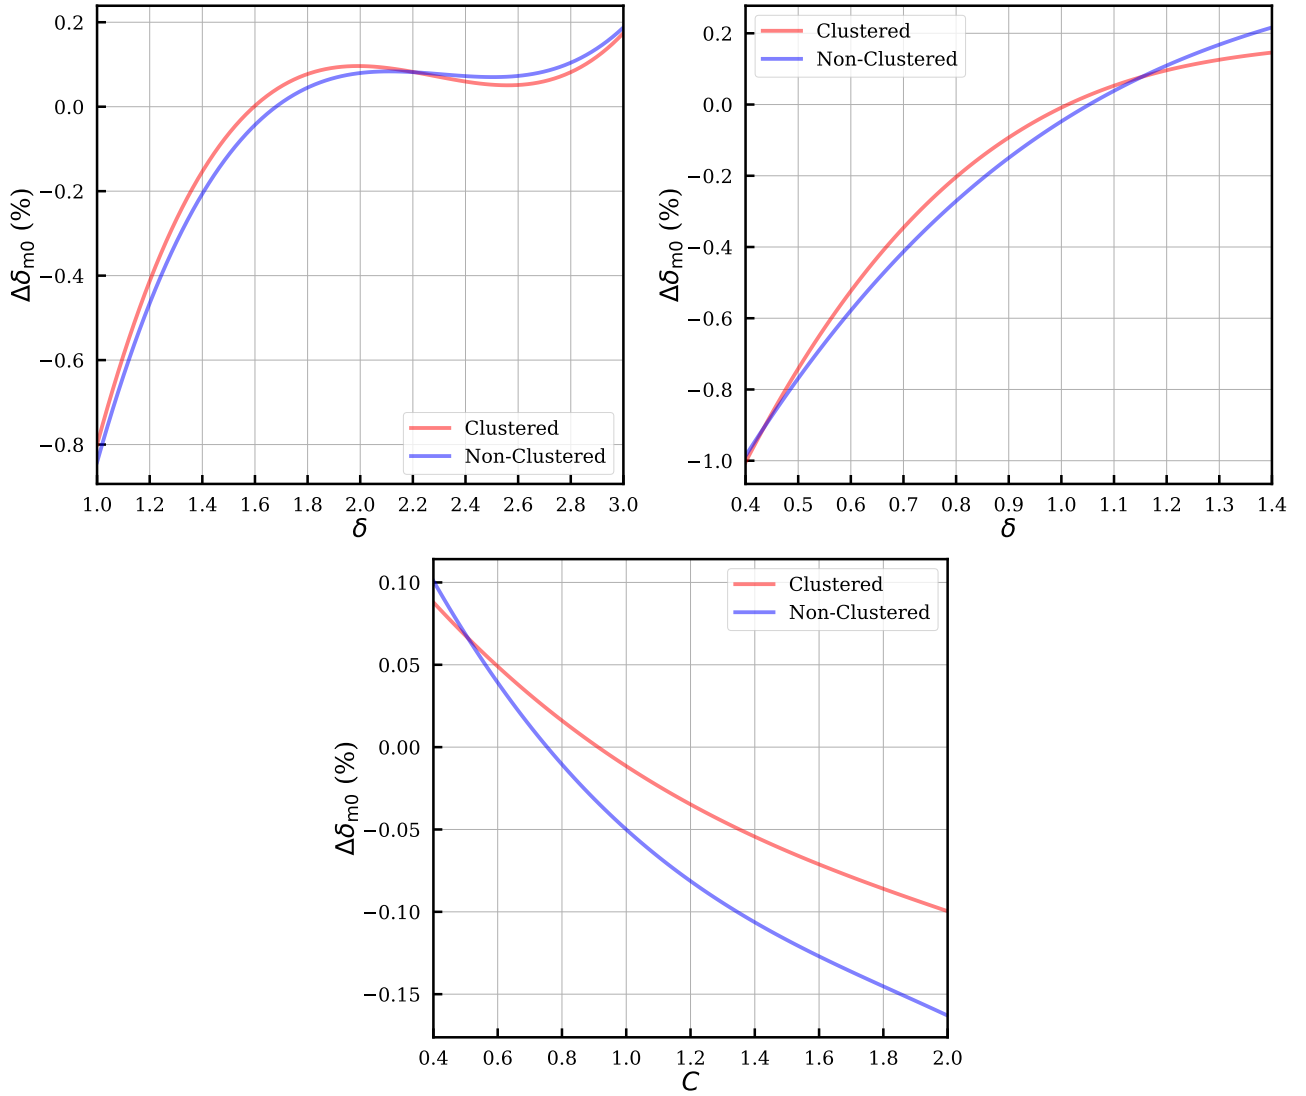 0.2
0.0
−0.2
−0.4
−0.6
−0.8
Δδm0 (%)
Clustered
Non-Clustered
1.0 1.2 1.4 1.6 1.8 2.0 2.2 2.4 2.6 2.8 3.0
δ
Clustered
Non-Clustered
0.2
0.0
−0.2
−0.4
−0.6
−0.8
−1.0
Δδm0 (%)
0.4 0.5 0.6 0.7 0.8 0.9 1.0 1.1 1.2 1.3 1.4
δ
Clustered
Non-Clustered
0.10
0.05
0.00
−0.05
−0.10
−0.15
Δδm0 (%)
0.4 0.6 0.8 1.0 1.2 1.4 1.6 1.8 2.0
C